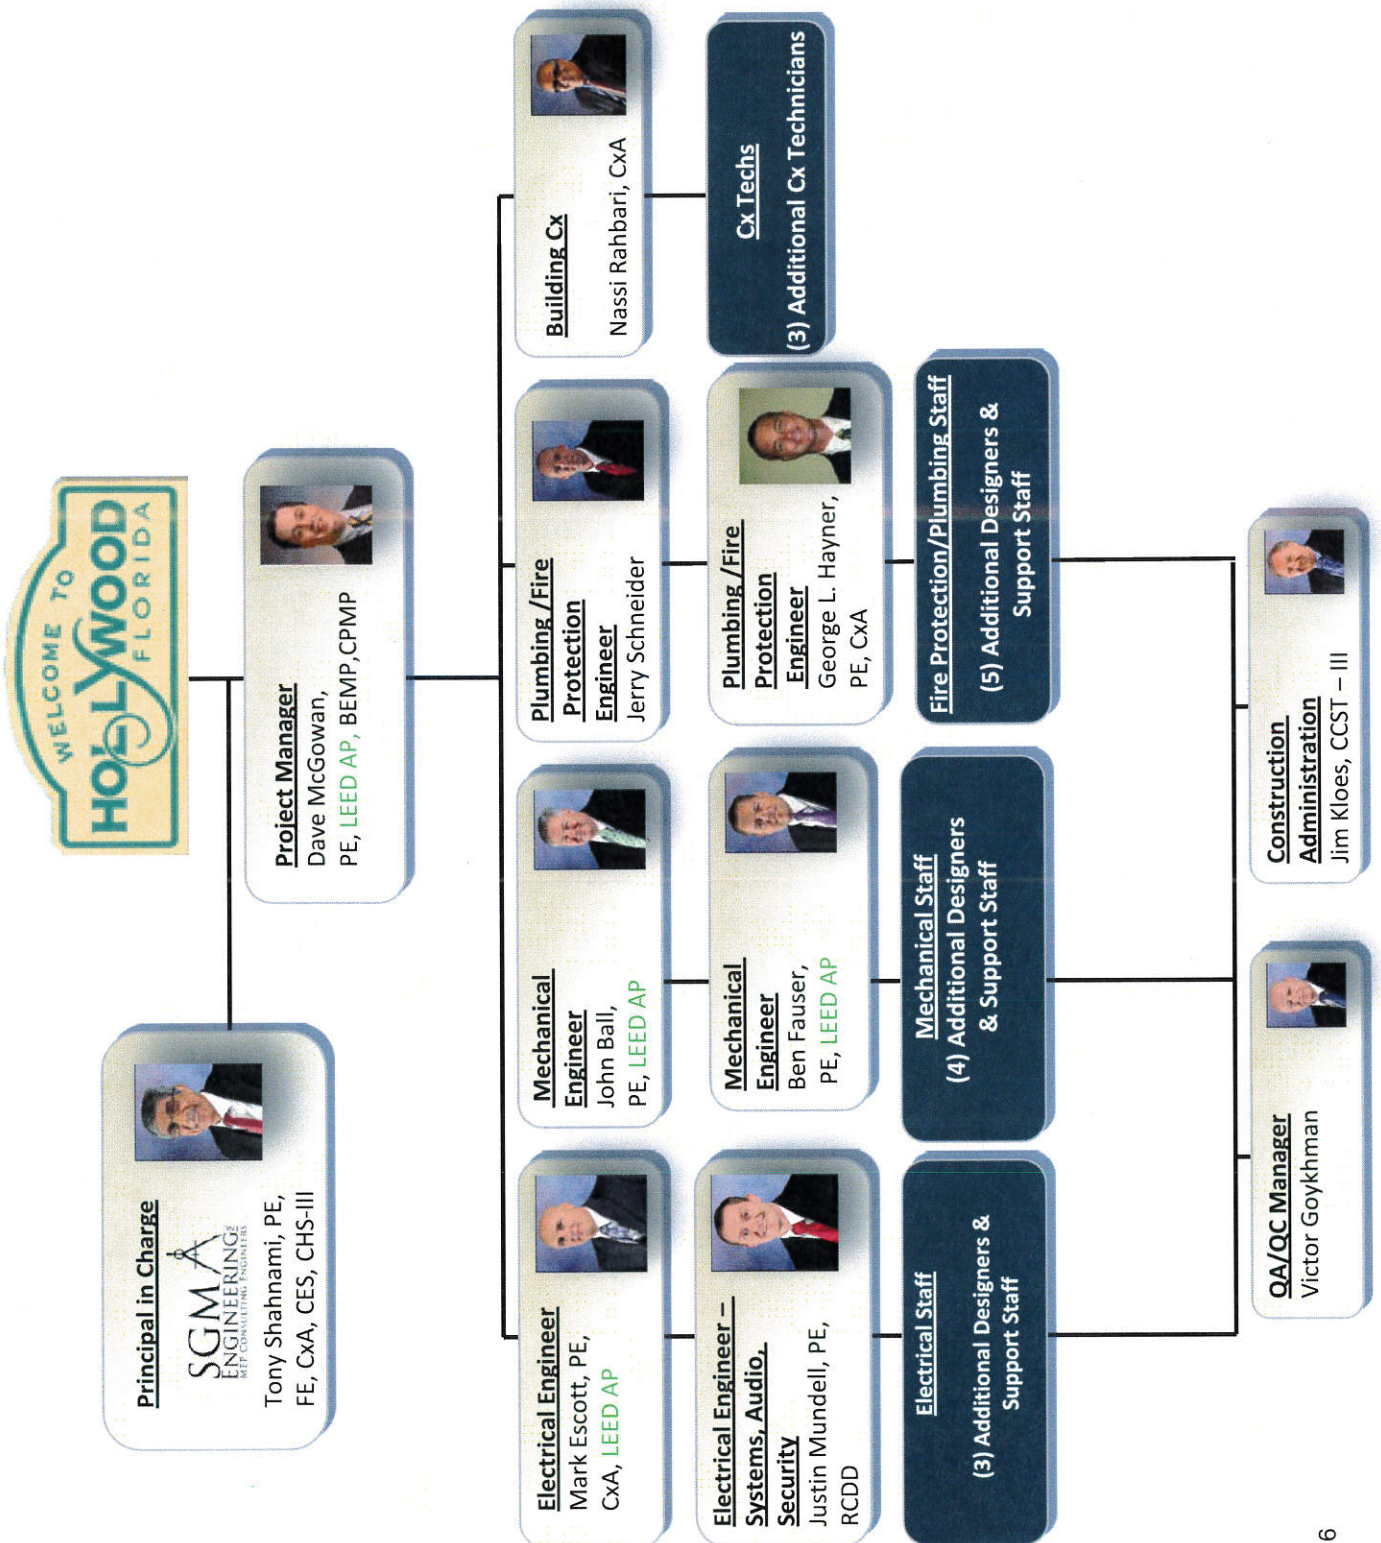 WELCOME TO
HOLLYWOOD
FLORIDA
Principal in Charge
SGM
ENGINEERING
MEP CONSULTING ENGINEERS
Tony Shahnami, PE,
FE, CxA, CES, CHS-III
Project Manager
Dave McGowan,
PE, LEED AP, BEMP,CPMP
Electrical Engineer
Mark Escott, PE,
CxA, LEED AP
Mechanical
Engineer
John Ball,
PE, LEED AP
Plumbing /Fire
Protection
Engineer
Jerry Schneider
Building Cx
Nassi Rahbari, CxA
Electrical Engineer –
Systems, Audio,
Security
Justin Mundell, PE,
RCDD
Mechanical
Engineer
Ben Fauser,
PE, LEED AP
Plumbing /Fire
Protection
Engineer
George L. Hayner,
PE, CxA
Cx Techs
(3) Additional Cx Technicians
Electrical Staff
(3) Additional Designers &
Support Staff
Mechanical Staff
(4) Additional Designers
& Support Staff
Fire Protection/Plumbing Staff
(5) Additional Designers &
Support Staff
QA/QC Manager
Victor Goykhman
Construction
Administration
Jim Kloes, CCST – III
6